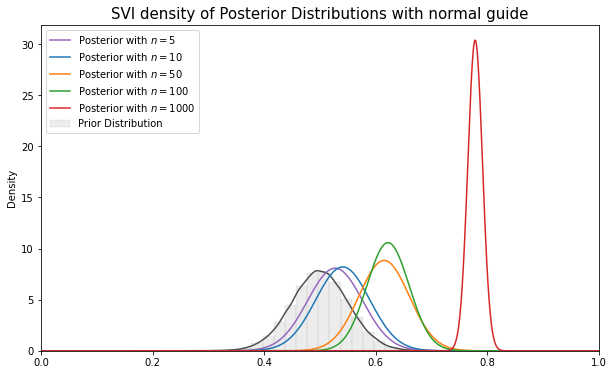 SVI density of Posterior Distributions with normal guide
Posterior with n = 5
Posterior with n = 10
Posterior with n = 50
Posterior with n = 100
Posterior with n = 1000
Prior Distribution
Density
30
25
20
15
10
5
0
0.0 0.2 0.4 0.6 0.8 1.0